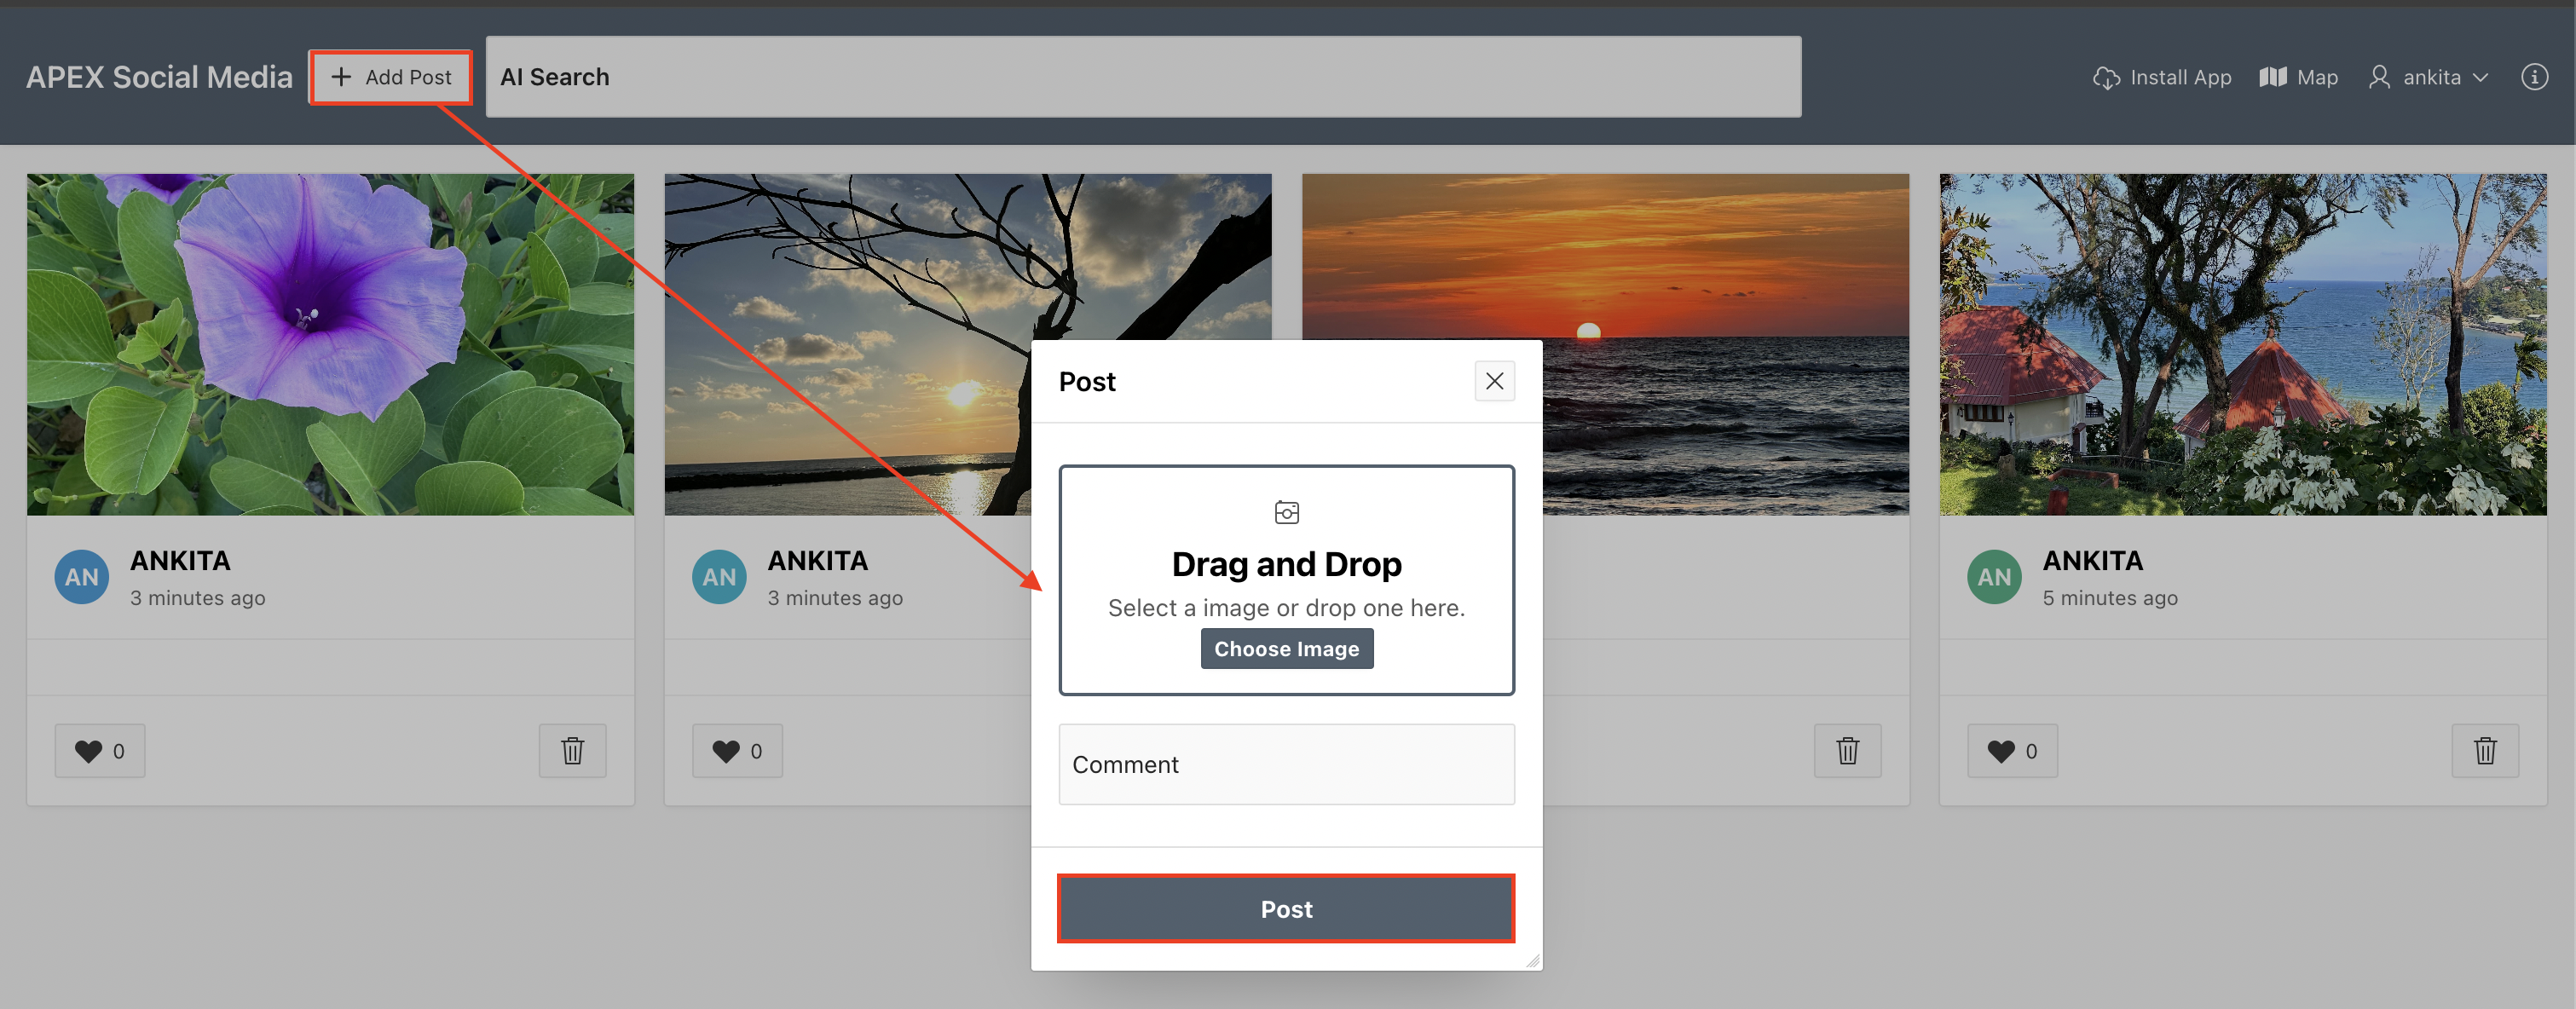 APEX Social Media
Add Post
AI Search
Install App
Map
ankita
AN
ANKITA
3 minutes ago
0
AN
ANKITA
3 minutes ago
0
AN
ANKITA
5 minutes ago
0
Post
Drag and Drop
Select a image or drop one here.
Choose Image
Comment
Post